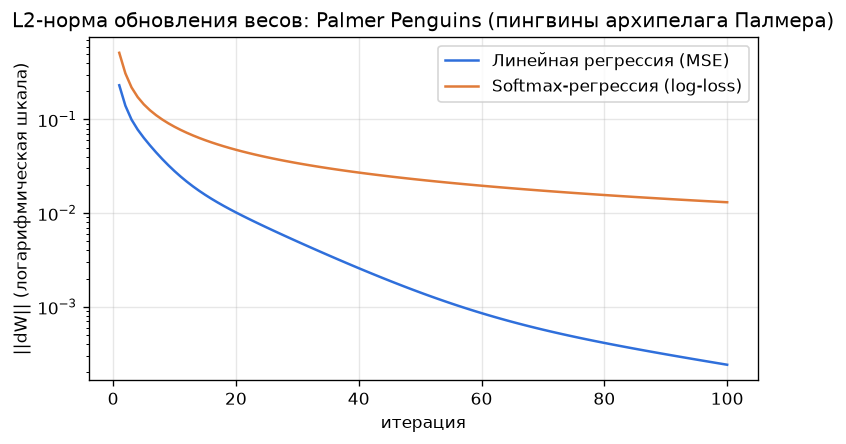 L2-норма обновления весов: Palmer Penguins (пингвины архипелага Палмера)
Линейная регрессия (MSE)
Softmax-регрессия (log-loss)
||dW|| (логарифмическая шкала)
10⁻¹
10⁻²
10⁻³
0 20 40 60 80 100
итерация